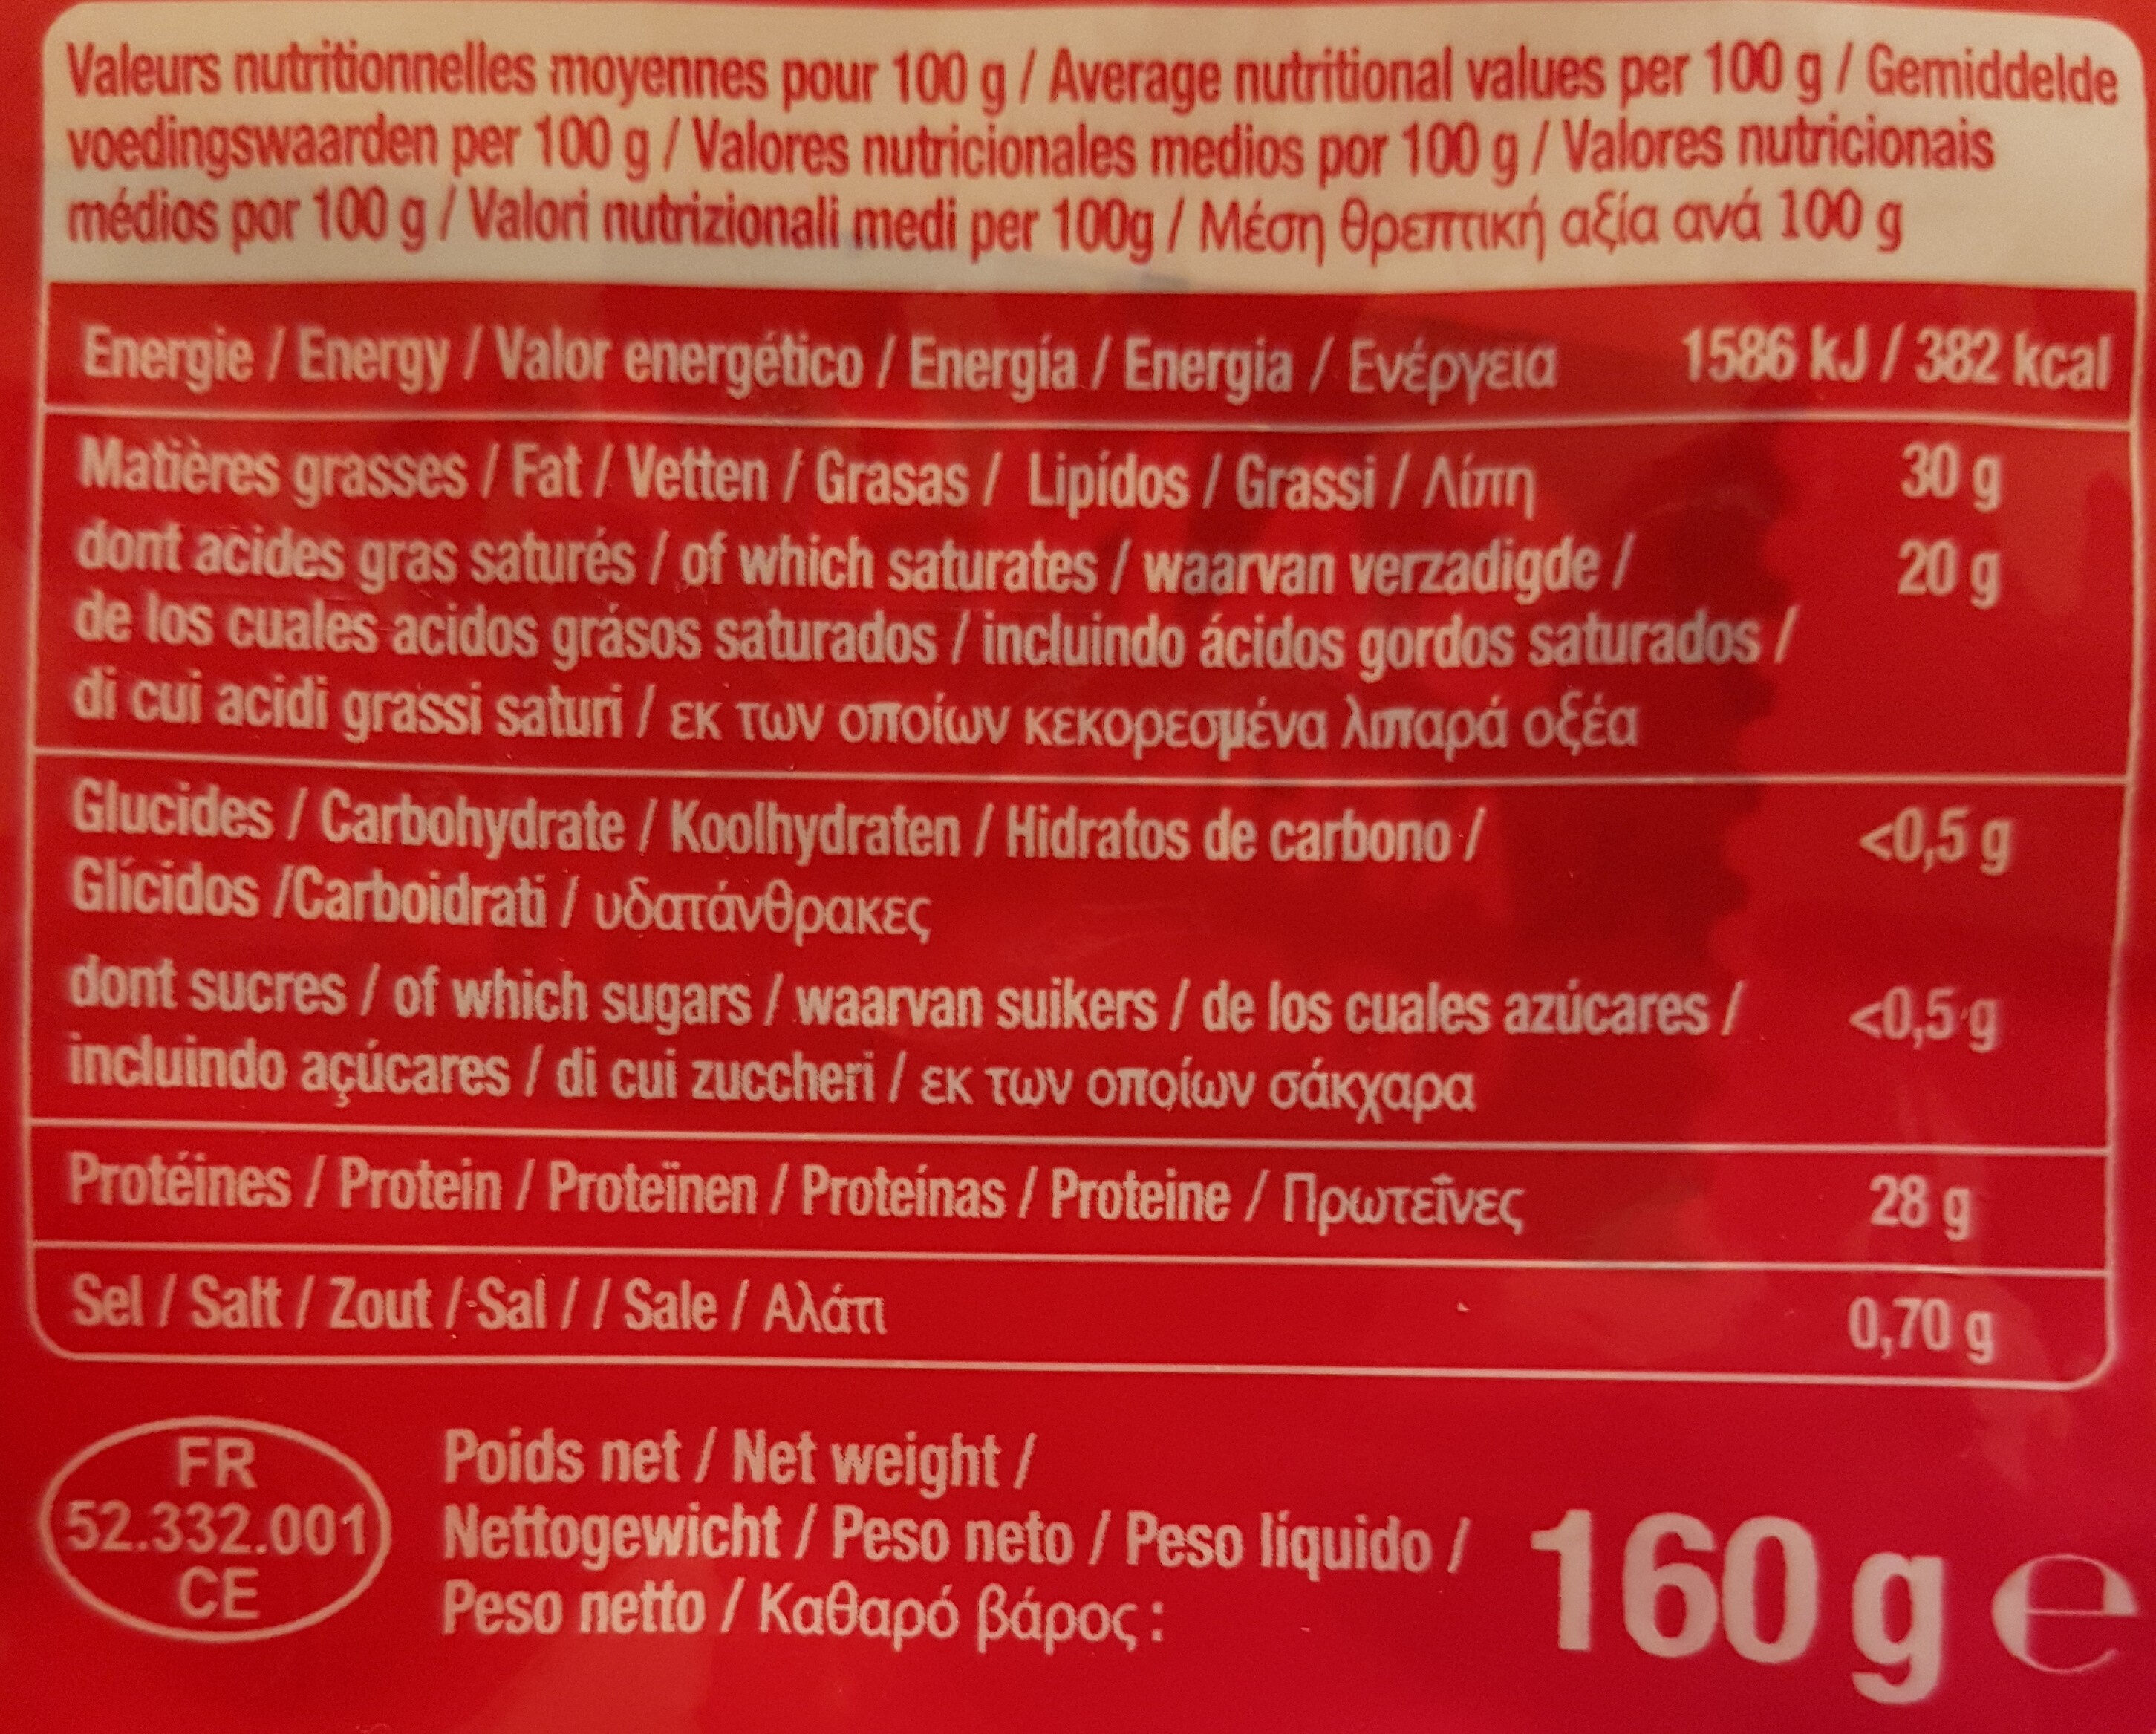 Valeurs nutritionnelles moyennes pour 100 g / Average nutritional values per 100 g / Gemiddelde
voedingswaarden per 100 g / Valores nutricionales medios por 100 g / Valores nutricionais
médios por 100 g / Valori nutrizionali medi per 100g / Μέση θρεπτική αξία ανά 100 g
Energie / Energy / Valor energético / Energía / Energia / Ενέργεια 1586 kJ / 382 kcal
Matières grasses / Fat / Vetten / Grasas / Lipídos / Grassi / Λίπη 30 g
dont acides gras saturés / of which saturates / waarvan verzadigde / 20 g
de los cuales acidos grásos saturados / incluindo ácidos gordos saturados /
di cui acidi grassi saturi / εκ των οποίων κεκορεσμένα λιπαρά οξέα
Glucides / Carbohydrate / Koolhydraten / Hidratos de carbono / <0,5 g
Glícidos /Carboidrati / υδατάνθρακες
dont sucres / of which sugars / waarvan suikers / de los cuales azúcares / <0,5 g
incluindo açúcares / di cui zuccheri / εκ των οποίων σάκχαρα
Protéines / Protein / Proteïnen / Proteínas / Proteine / Πρωτεΐνες 28 g
Sel / Salt / Zout / Sal / / Sale / Αλάτι 0,70 g
FR
52.332.001
CE
Poids net / Net weight /
Nettogewicht / Peso neto / Peso líquido /
Peso netto / Καθαρό βάρος :
160 g e